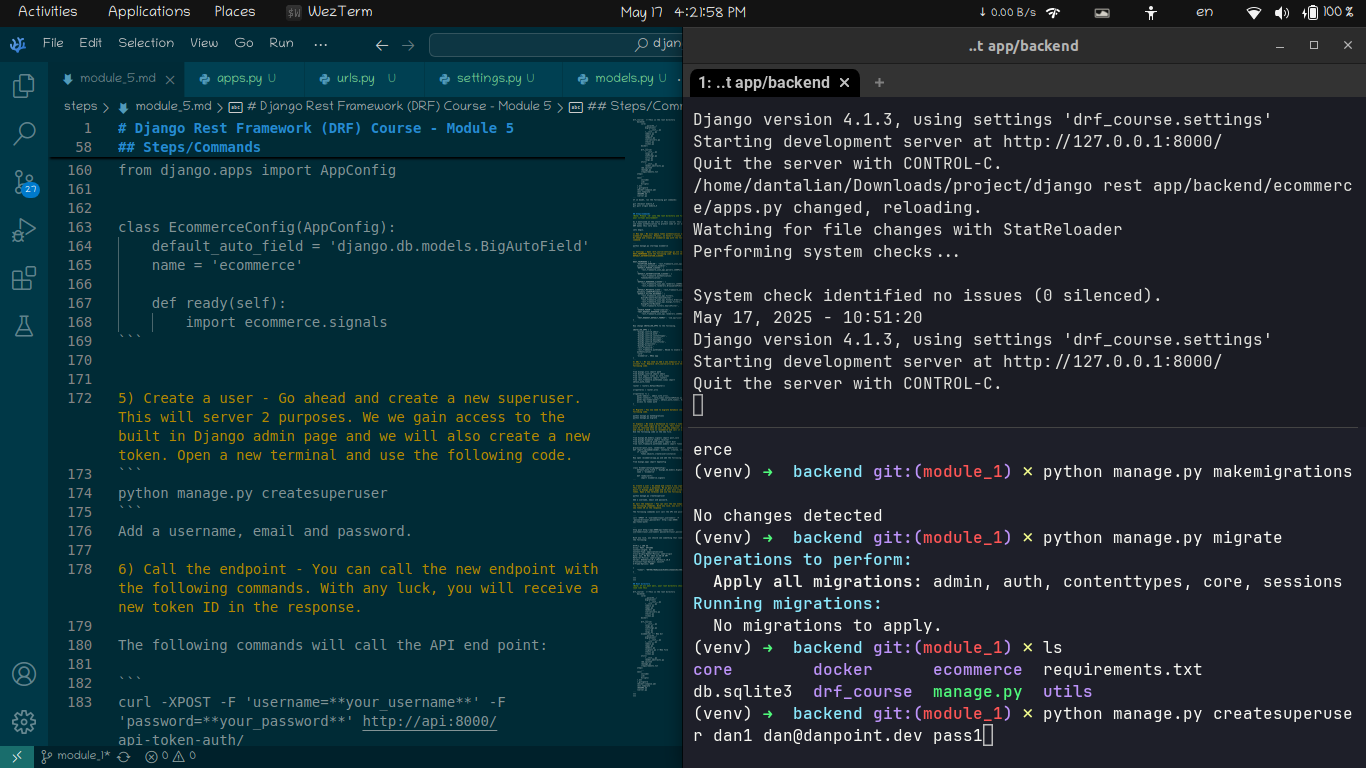 Activities Applications Places WezTerm May 17 4:21:58 PM ↓ 0.00 B/s en 100 %
File Edit Selection View Go Run ... ← → djan
module_5.md × apps.py U urls.py U settings.py U models.py U
steps > module_5.md > # Django Rest Framework (DRF) Course - Module 5 > ## Steps/Comm
1 # Django Rest Framework (DRF) Course - Module 5
58 ## Steps/Commands
160 from django.apps import AppConfig
161
162
163 class EcommerceConfig(AppConfig):
164 default_auto_field = 'django.db.models.BigAutoField'
165 name = 'ecommerce'
166
167 def ready(self):
168 import ecommerce.signals
169 ```
170
171
172 5) Create a user - Go ahead and create a new superuser.
This will server 2 purposes. We we gain access to the
built in Django admin page and we will also create a new
token. Open a new terminal and use the following code.
173 ```
174 python manage.py createsuperuser
175 ```
176 Add a username, email and password.
177
178 6) Call the endpoint - You can call the new endpoint with
the following commands. With any luck, you will receive a
new token ID in the response.
179
180 The following commands will call the API end point:
181
182 ```
183 curl -XPOST -F 'username=**your_username**' -F
'password=**your_password**' http://api:8000/
api-token-auth/
27
module_1* 0 0
..t app/backend
1: ..t app/backend × +
Django version 4.1.3, using settings 'drf_course.settings'
Starting development server at http://127.0.0.1:8000/
Quit the server with CONTROL-C.
/home/dantalian/Downloads/project/django rest app/backend/ecommerc
e/apps.py changed, reloading.
Watching for file changes with StatReloader
Performing system checks...
System check identified no issues (0 silenced).
May 17, 2025 - 10:51:20
Django version 4.1.3, using settings 'drf_course.settings'
Starting development server at http://127.0.0.1:8000/
Quit the server with CONTROL-C.
erce
(venv) → backend git:(module_1) × python manage.py makemigrations
No changes detected
(venv) → backend git:(module_1) × python manage.py migrate
Operations to perform:
Apply all migrations: admin, auth, contenttypes, core, sessions
Running migrations:
No migrations to apply.
(venv) → backend git:(module_1) × ls
core docker ecommerce requirements.txt
db.sqlite3 drf_course manage.py utils
(venv) → backend git:(module_1) × python manage.py createsuperuse
r dan1 dan@danpoint.dev pass1